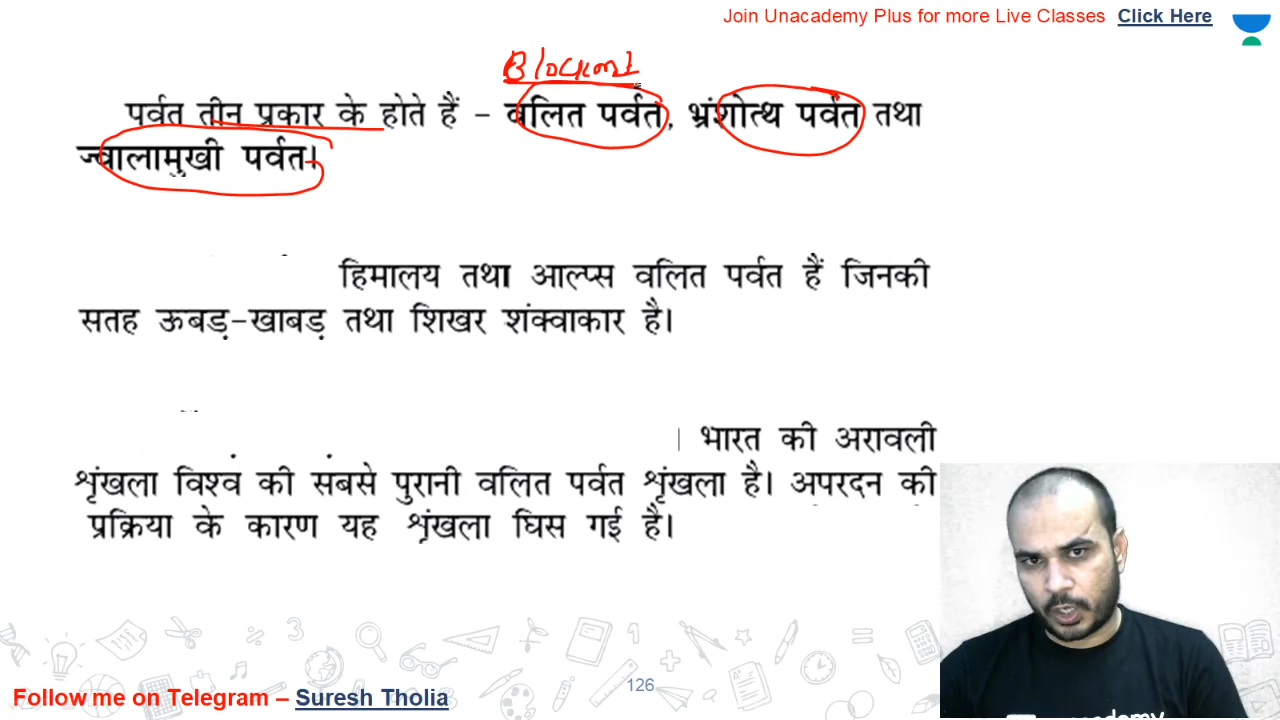 Join Unacademy Plus for more Live Classes Click Here
पर्वत तीन प्रकार के होते हैं – वलित पर्वत, भ्रंशोत्थ पर्वत तथा
ज्वालामुखी पर्वत।
हिमालय तथा आल्प्स वलित पर्वत हैं जिनकी
सतह ऊबड़-खाबड़ तथा शिखर शंक्वाकार है।
। भारत की अरावली
शृंखला विश्व की सबसे पुरानी वलित पर्वत शृंखला है। अपरदन की
प्रक्रिया के कारण यह शृंखला घिस गई है।
126
Follow me on Telegram – Suresh Tholia
unacademy